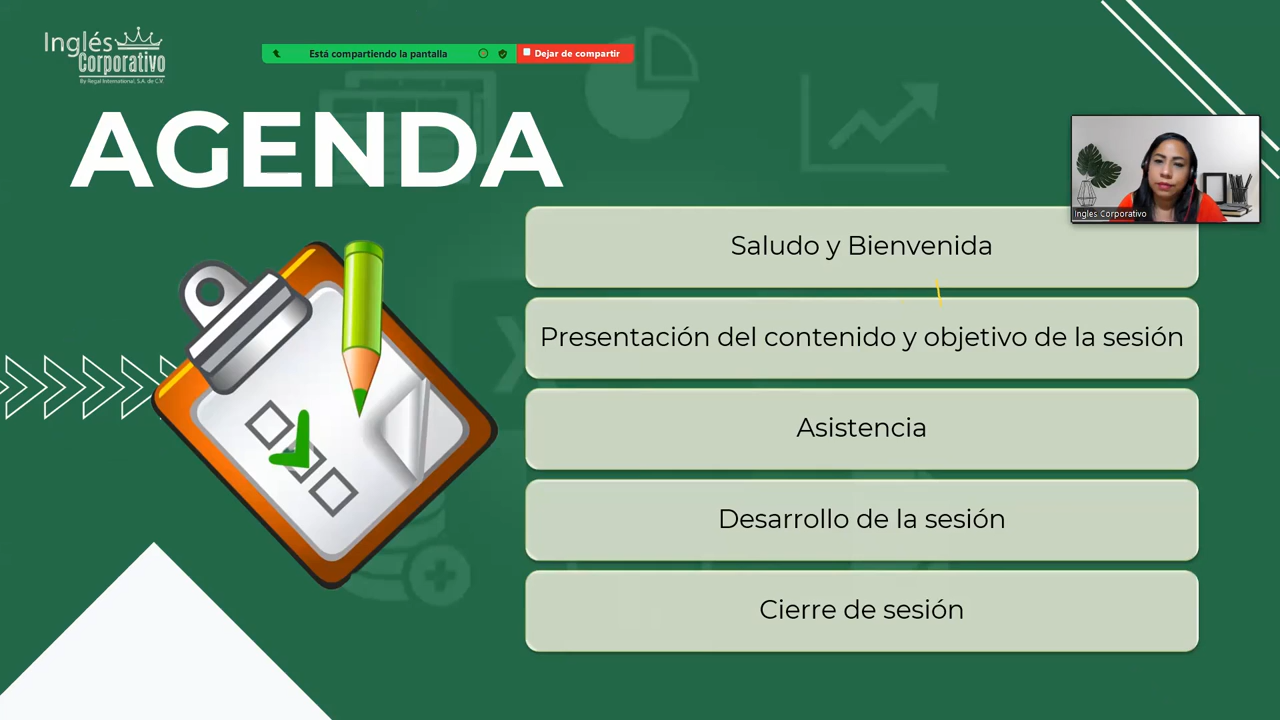 Inglés
Corporativo
By Regal International, S.A. de C.V.
Está compartiendo la pantalla
Dejar de compartir
AGENDA
Ingles Corporativo
Saludo y Bienvenida
Presentación del contenido y objetivo de la sesión
Asistencia
Desarrollo de la sesión
Cierre de sesión